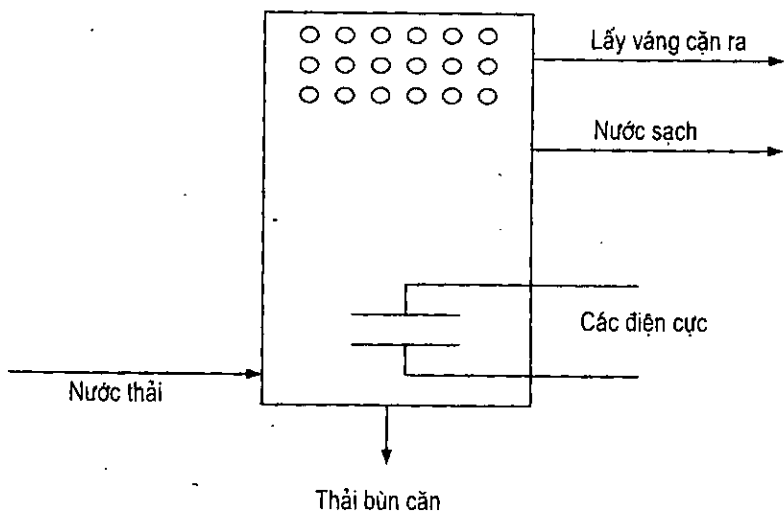 Lấy váng cặn ra
Nước sạch
Các điện cực
Nước thải
Thải bùn cặn